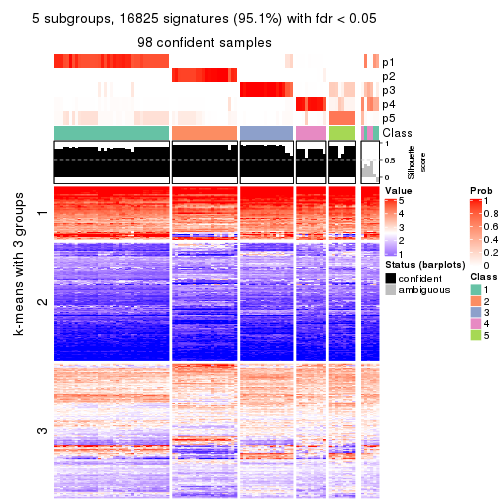 5 subgroups, 16825 signatures (95.1%) with fdr < 0.05
98 confident samples
p1
p2
p3
p4
p5
Class
1
0.5
0
Silhouette
score
k-means with 3 groups
1
2
3
Value
5
4
3
2
1
Status (barplots)
confident
ambiguous
Prob
1
0.8
0.6
0.4
0.2
0
Class
1
2
3
4
5